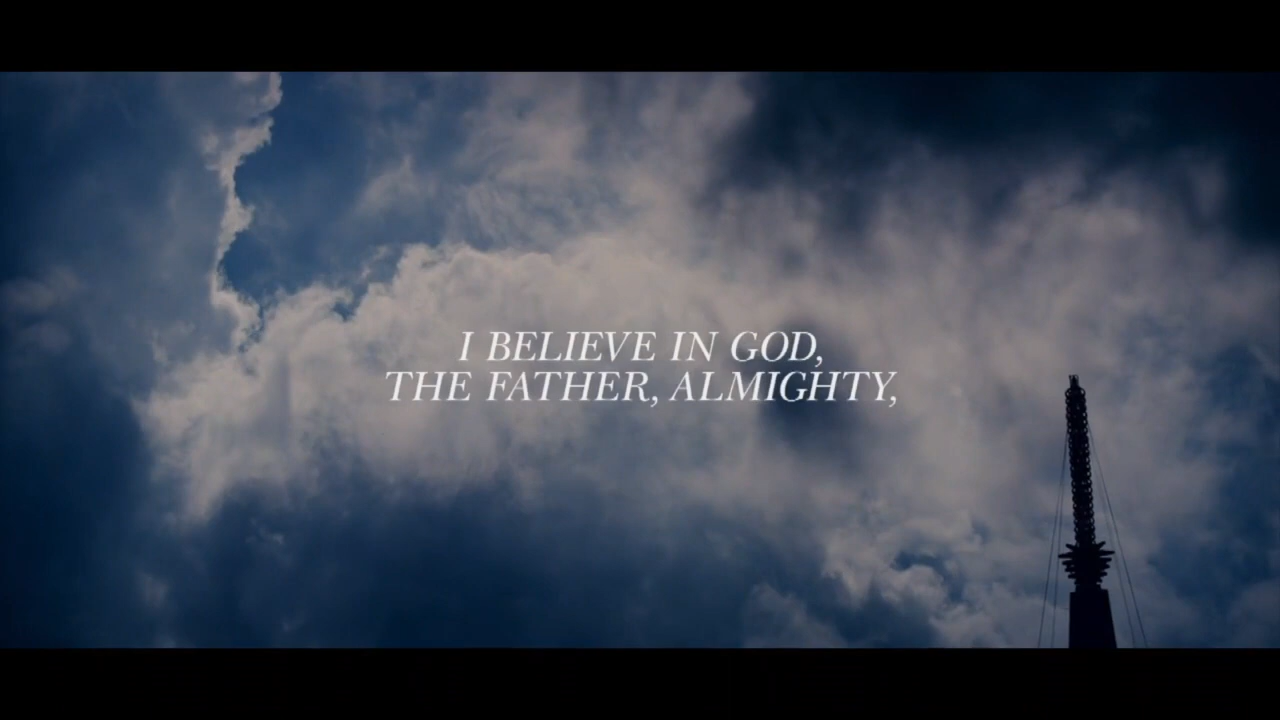 I BELIEVE IN GOD,
THE FATHER, ALMIGHTY,